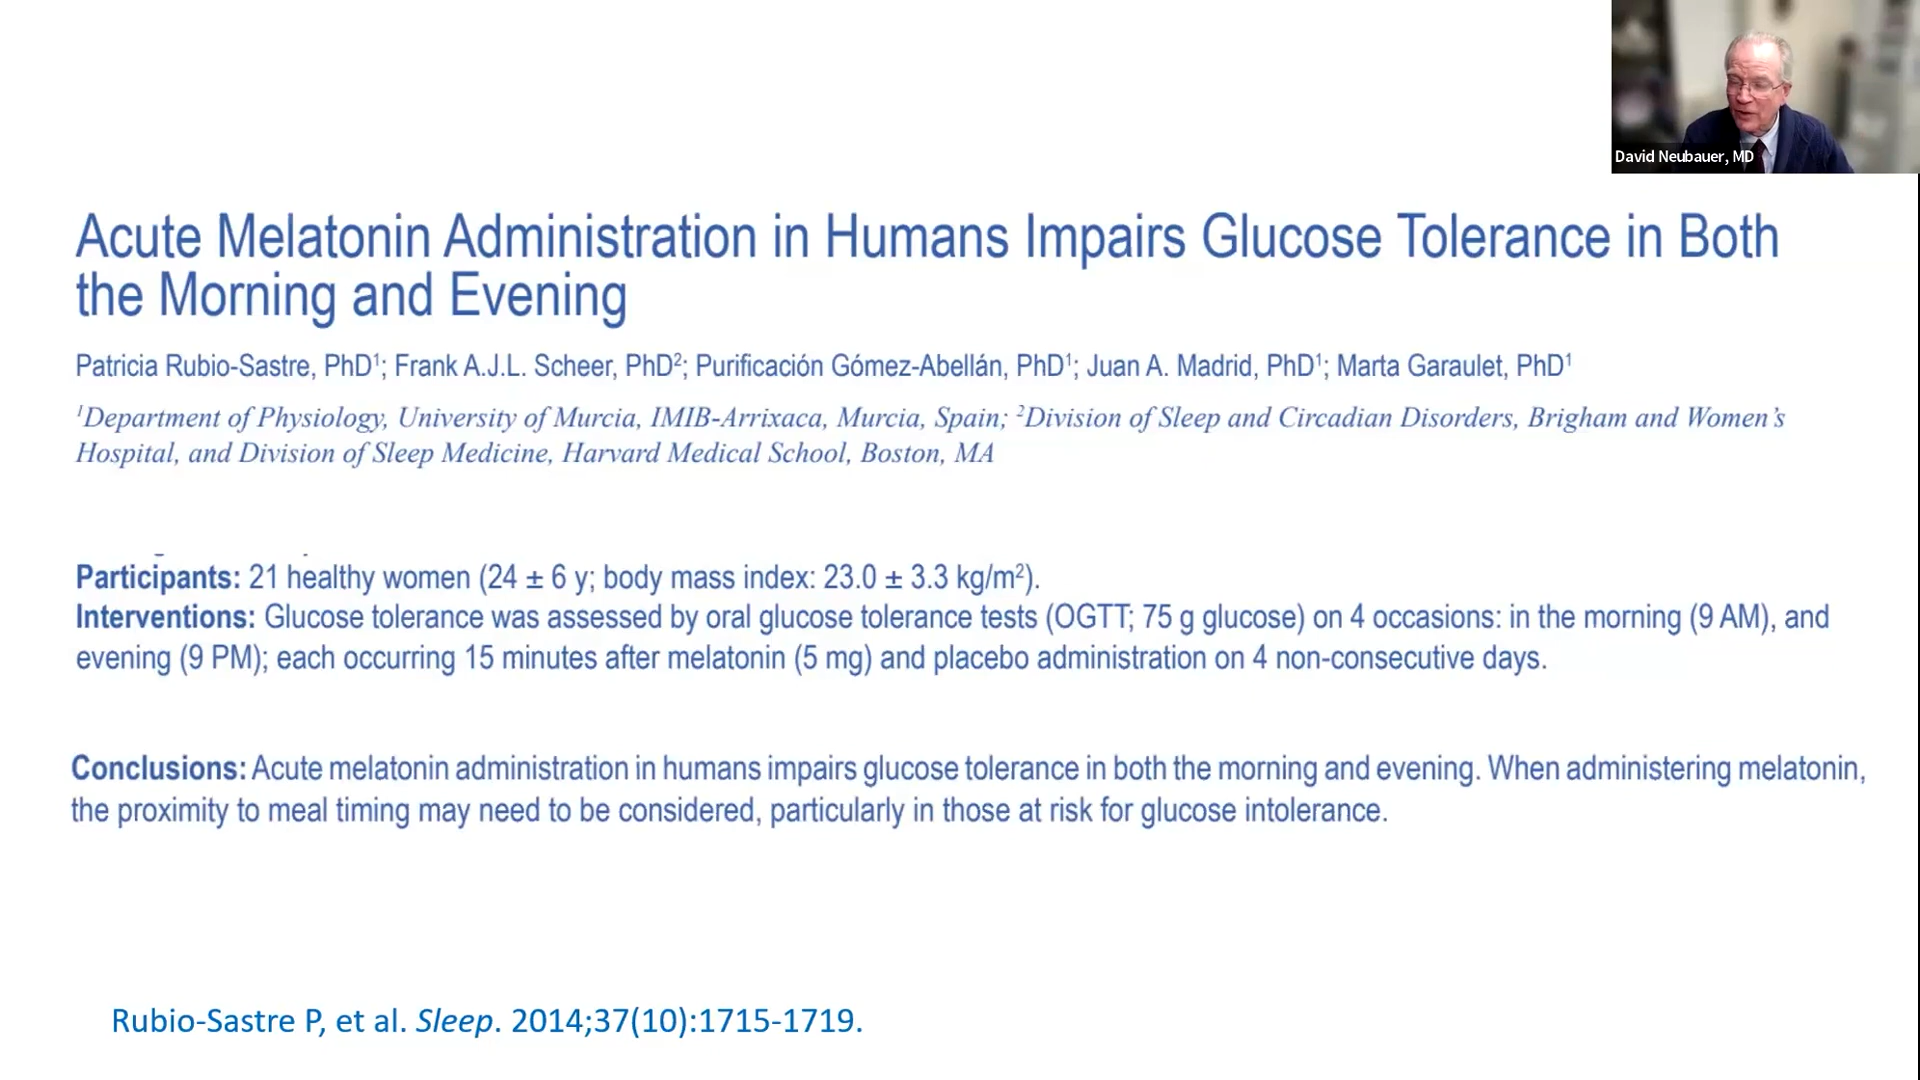 David Neubauer, MD
Acute Melatonin Administration in Humans Impairs Glucose Tolerance in Both
the Morning and Evening
Patricia Rubio-Sastre, PhD¹; Frank A.J.L. Scheer, PhD²; Purificación Gómez-Abellán, PhD¹; Juan A. Madrid, PhD¹; Marta Garaulet, PhD¹
¹Department of Physiology, University of Murcia, IMIB-Arrixaca, Murcia, Spain; ²Division of Sleep and Circadian Disorders, Brigham and Women’s
Hospital, and Division of Sleep Medicine, Harvard Medical School, Boston, MA
Participants: 21 healthy women (24 ± 6 y; body mass index: 23.0 ± 3.3 kg/m²).
Interventions: Glucose tolerance was assessed by oral glucose tolerance tests (OGTT; 75 g glucose) on 4 occasions: in the morning (9 AM), and
evening (9 PM); each occurring 15 minutes after melatonin (5 mg) and placebo administration on 4 non-consecutive days.
Conclusions: Acute melatonin administration in humans impairs glucose tolerance in both the morning and evening. When administering melatonin,
the proximity to meal timing may need to be considered, particularly in those at risk for glucose intolerance.
Rubio-Sastre P, et al. Sleep. 2014;37(10):1715-1719.